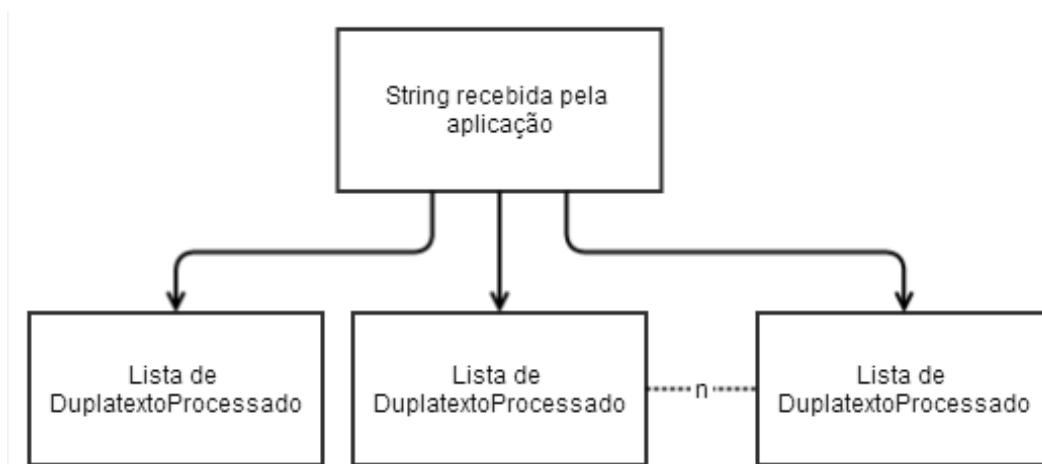 String recebida pela
aplicação
Lista de
DuplatextoProcessado
Lista de
DuplatextoProcessado
n
Lista de
DuplatextoProcessado